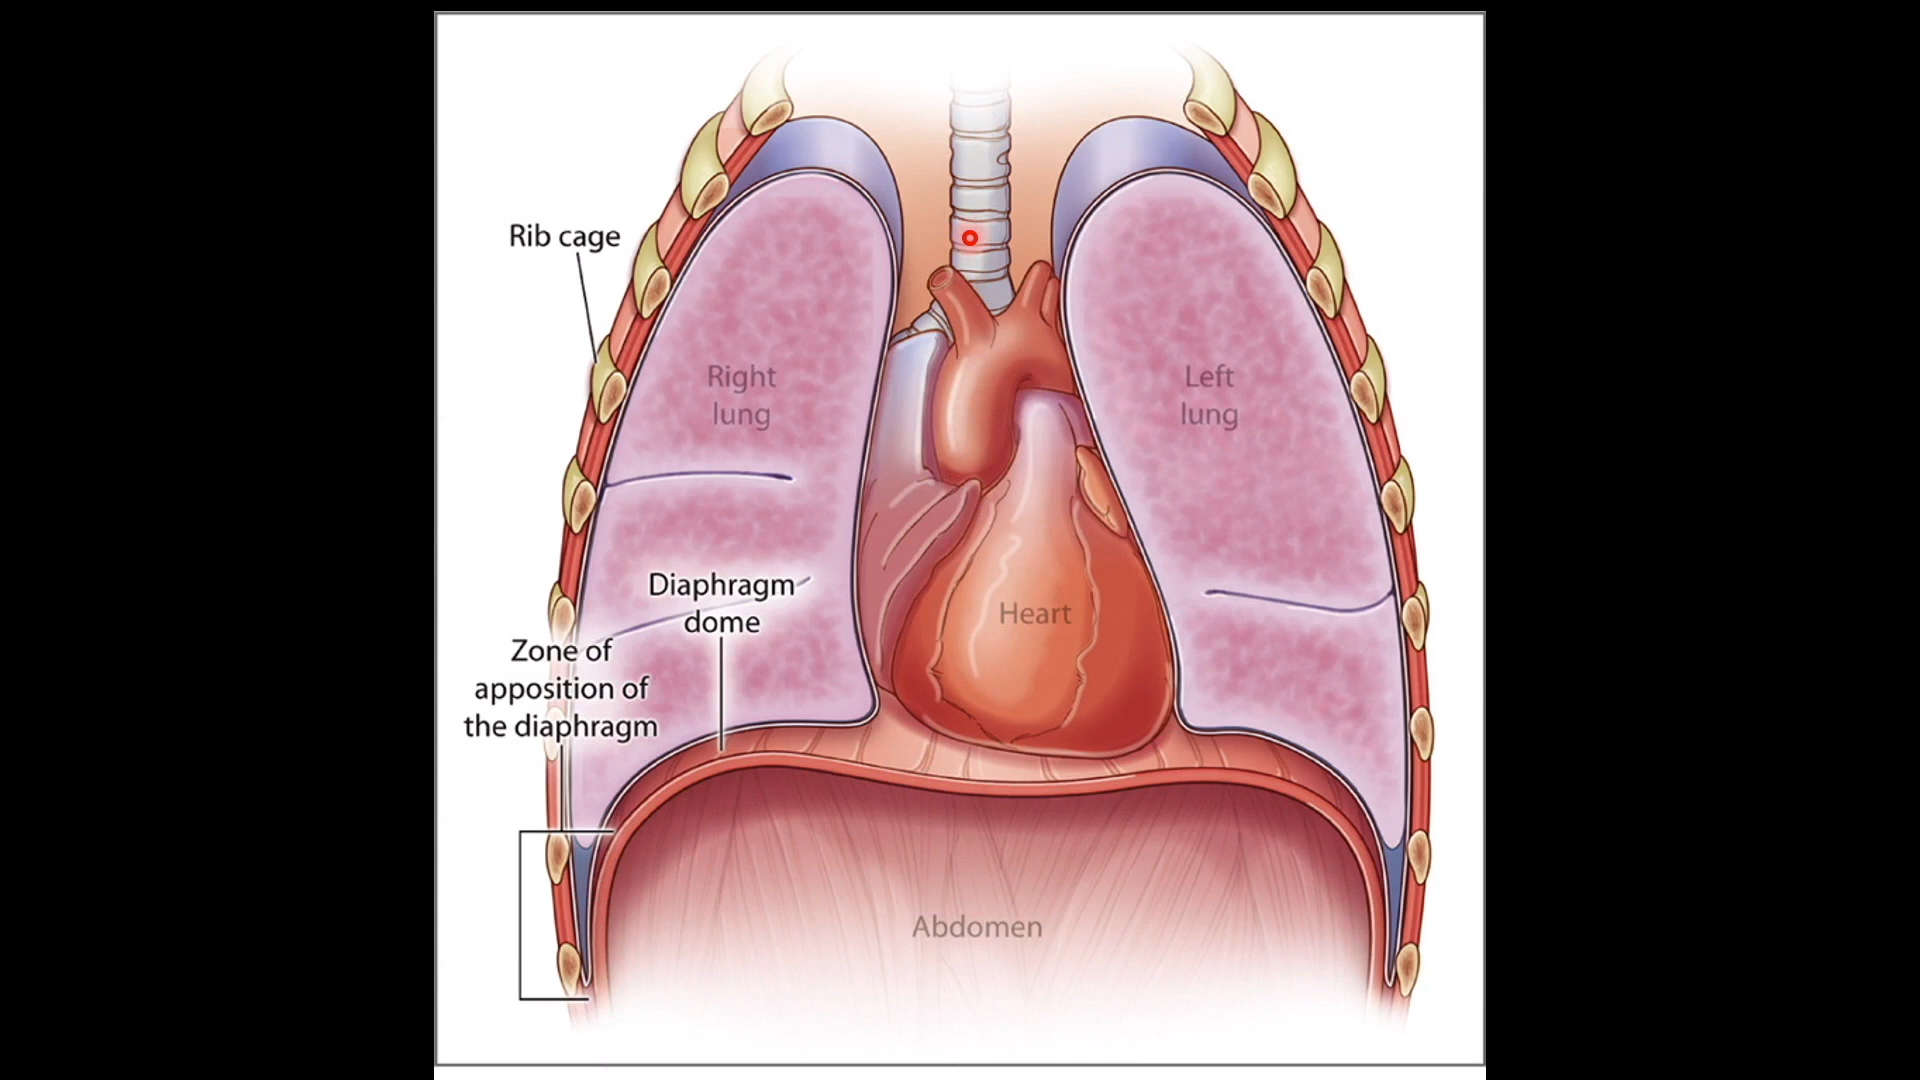 Rib cage
Right
lung
Left
lung
Diaphragm
dome
Heart
Zone of
apposition of
the diaphragm
Abdomen